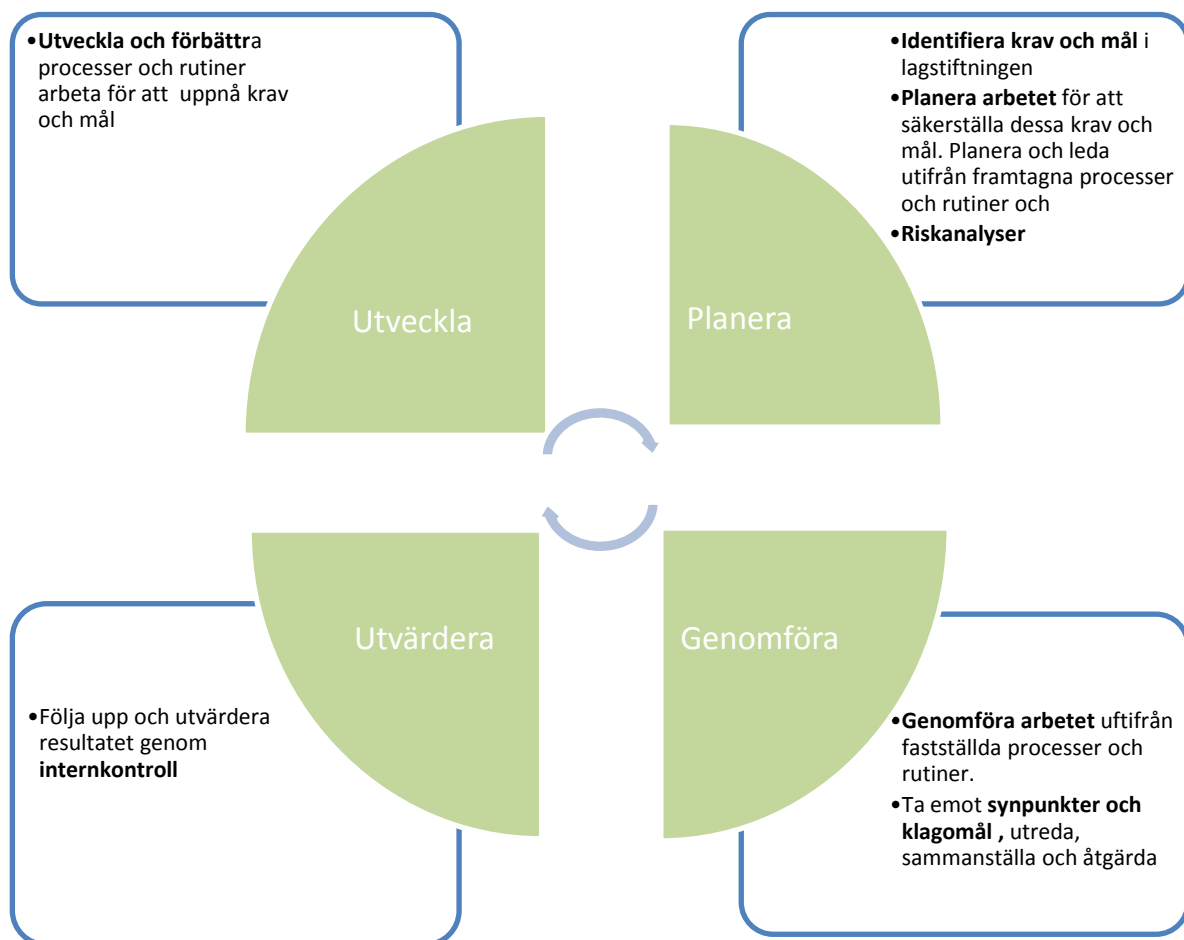 •Utveckla och förbättra
processer och rutiner
arbeta för att uppnå krav
och mål
•Identifiera krav och mål i
lagstiftningen
•Planera arbetet för att
säkerställa dessa krav och
mål. Planera och leda
utifrån framtagna processer
och rutiner och
•Riskanalyser
Utveckla
Planera
Utvärdera
Genomföra
•Följa upp och utvärdera
resultatet genom
internkontroll
•Genomföra arbetet uftifrån
fastställda processer och
rutiner.
•Ta emot synpunkter och
klagomål , utreda,
sammanställa och åtgärda